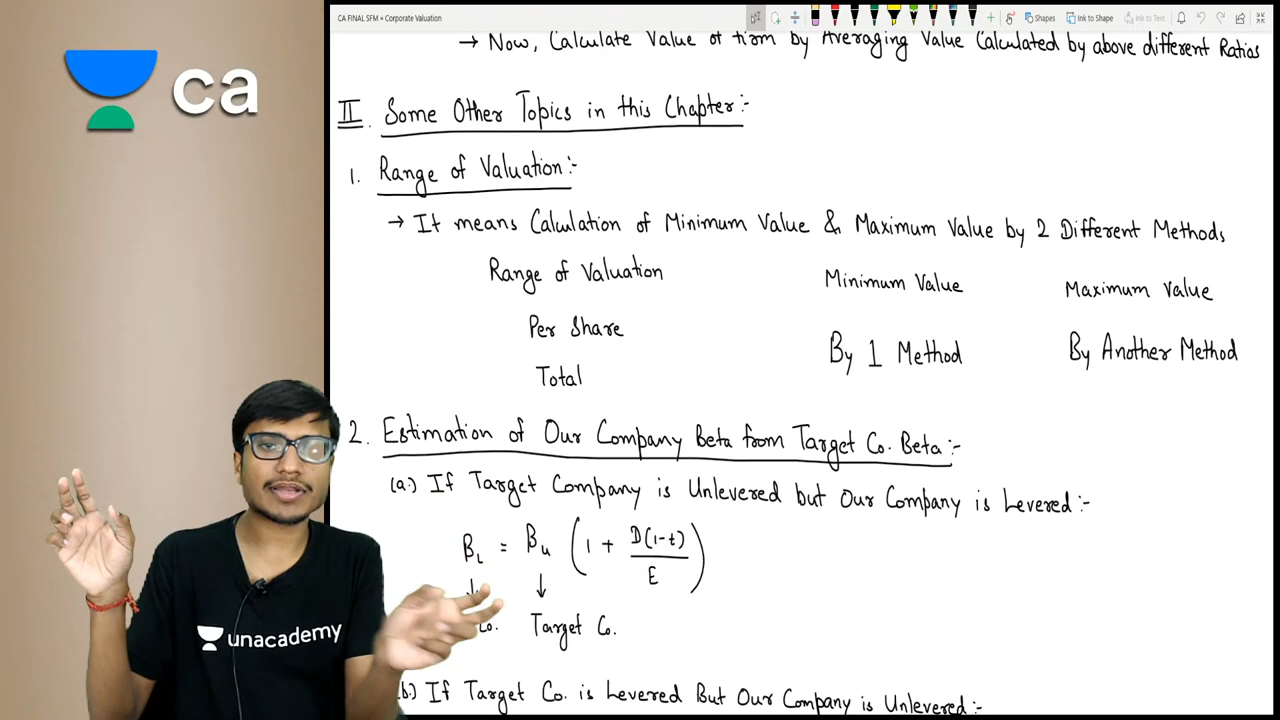 CA FINAL SFM » Corporate Valuation
Shapes
Ink to Shape
Ink to Text
→ Now, Calculate Value of firm by Averaging Value Calculated by above different Ratios
ca
II. Some Other Topics in this Chapter:-
1. Range of Valuation:-
→ It means Calculation of Minimum Value & Maximum Value by 2 Different Methods
Range of Valuation Minimum Value Maximum Value
Per Share By 1 Method By Another Method
Total
2. Estimation of Our Company Beta from Target Co. Beta:-
(a.) If Target Company is Unlevered but Our Company is Levered:-
B_L = B_u (1 + D(1-t)/E)
↓ ↓
Co. Target Co.
unacademy
b.) If Target Co. is Levered But Our Company is Unlevered:-